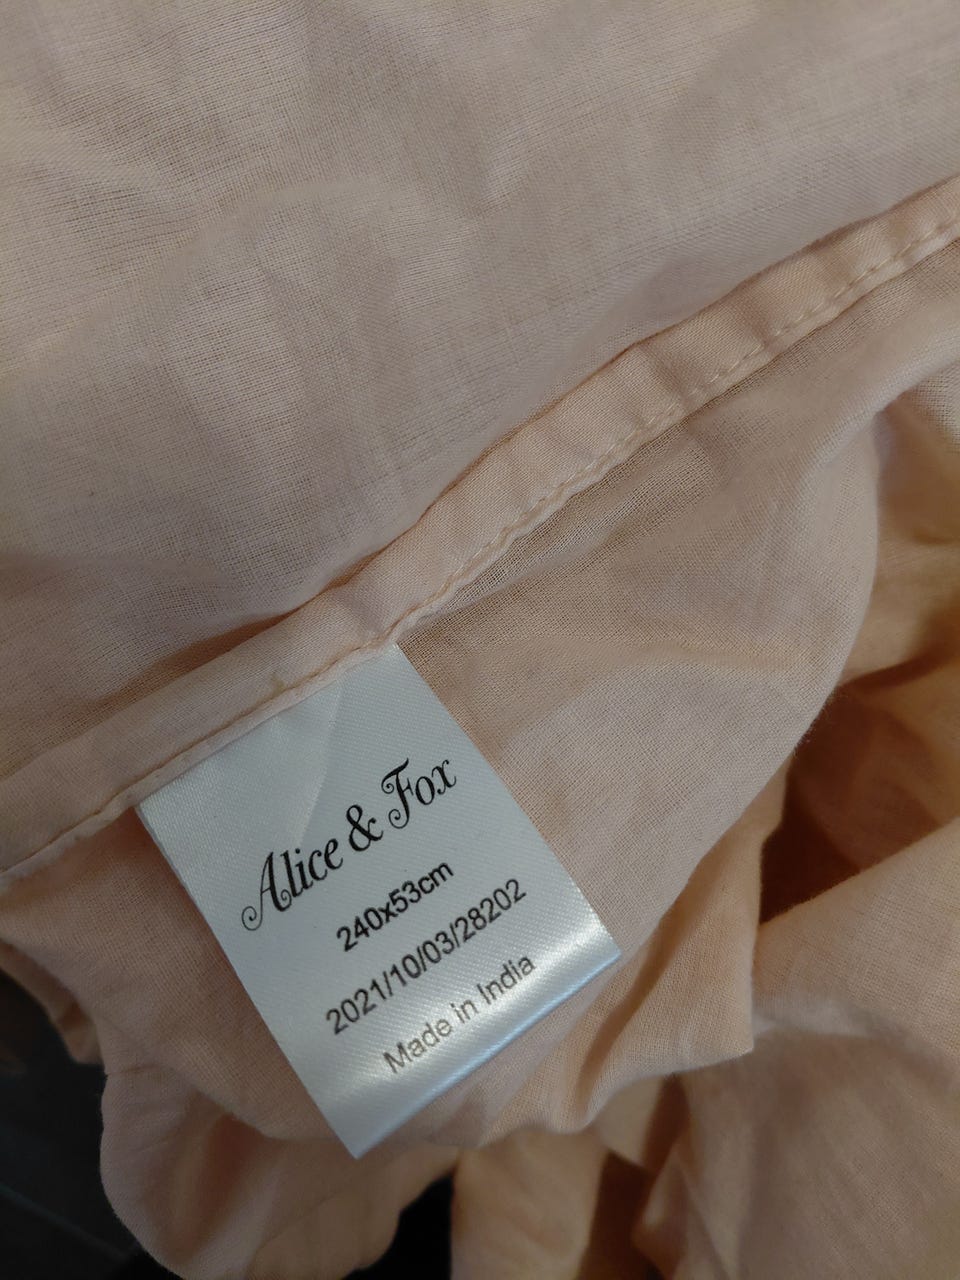 Alice & Fox
240x53cm
2021/10/03/28202
Made in India